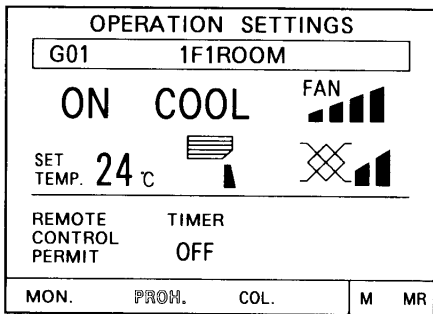 OPERATION SETTINGS
G01 1F1ROOM
ON COOL FAN
SET TEMP. 24 °C
REMOTE CONTROL PERMIT
TIMER OFF
MON. PROH. COL. M MR